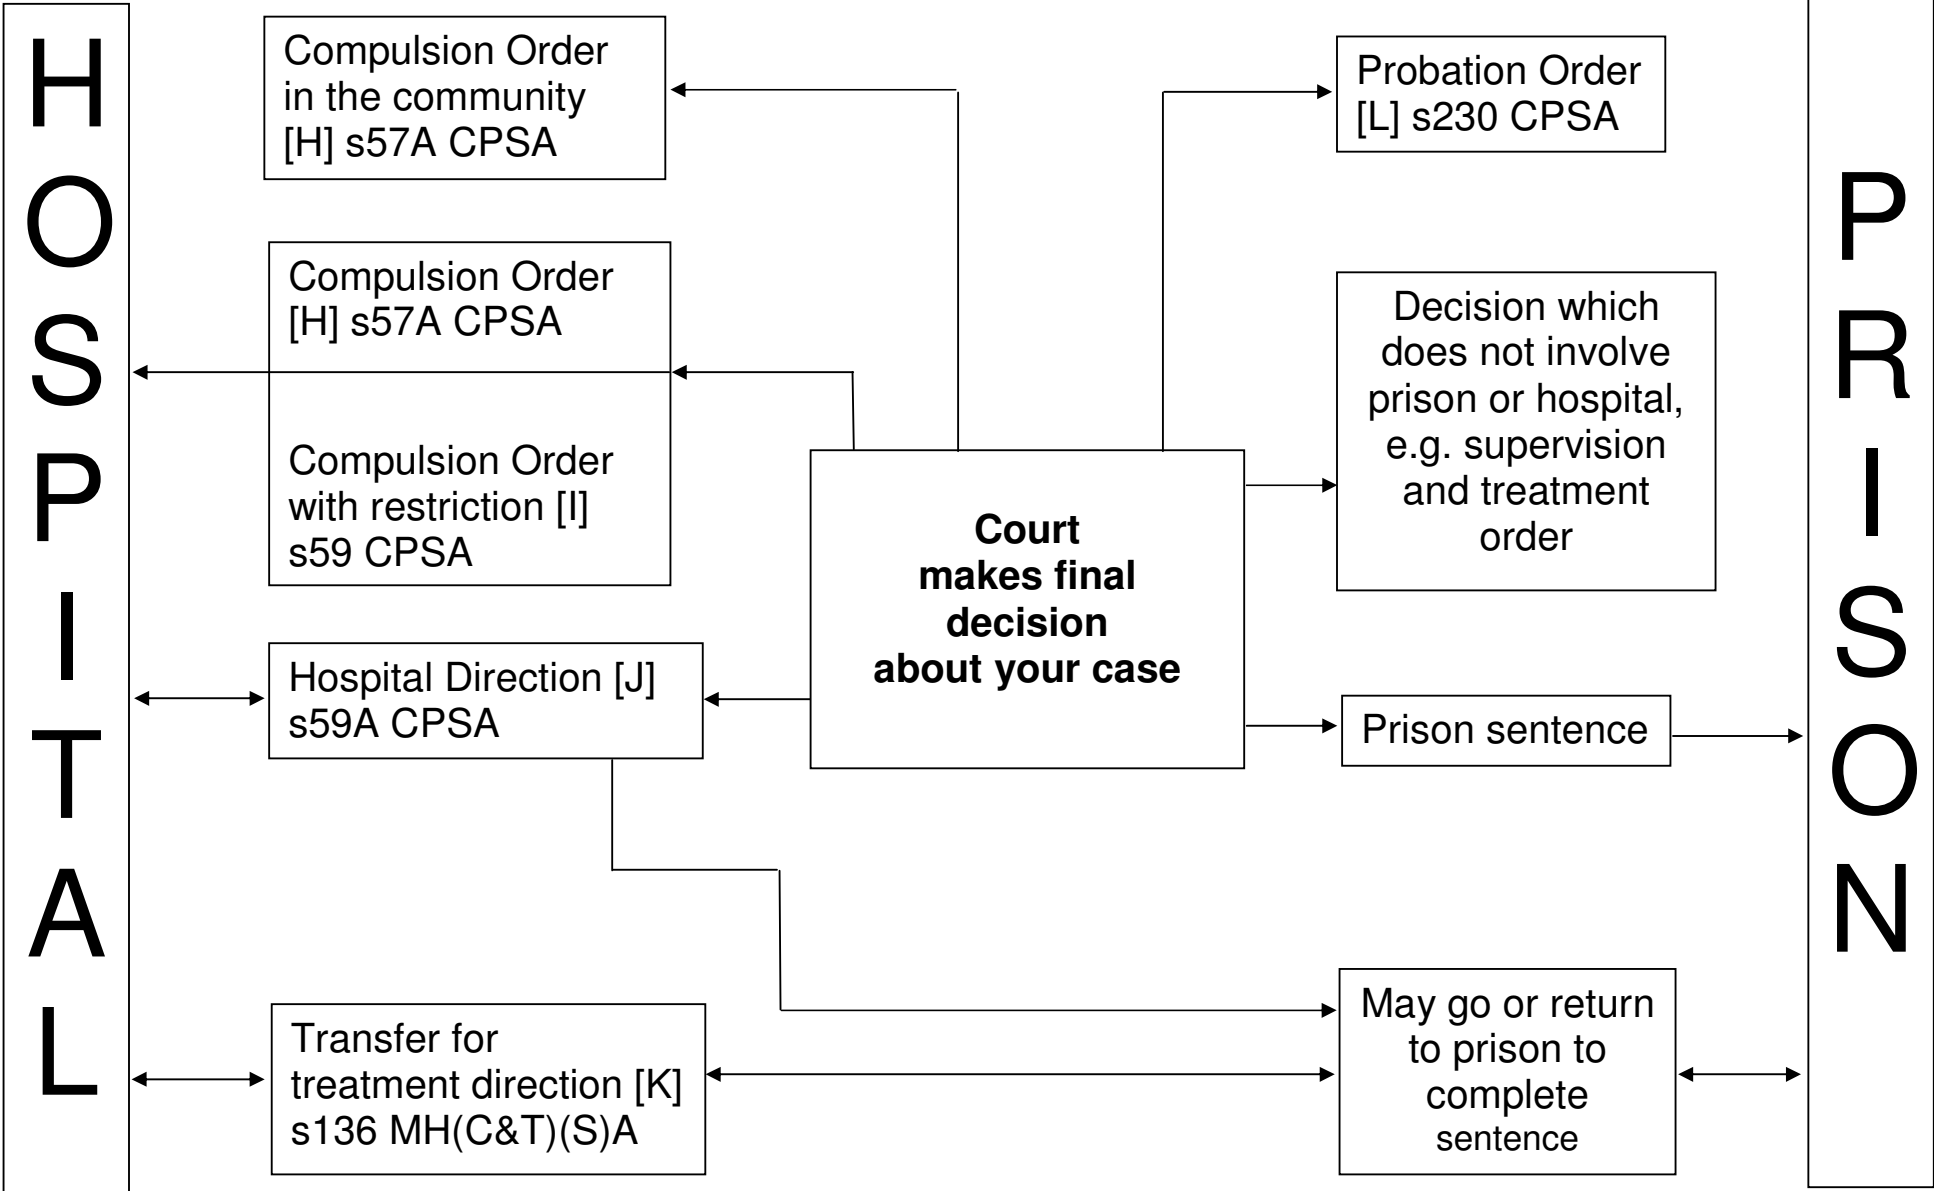 HOSPITAL
Compulsion Order
in the community
[H] s57A CPSA
Compulsion Order
[H] s57A CPSA
Compulsion Order
with restriction [I]
s59 CPSA
Hospital Direction [J]
s59A CPSA
Transfer for
treatment direction [K]
s136 MH(C&T)(S)A
Court
makes final
decision
about your case
Probation Order
[L] s230 CPSA
Decision which
does not involve
prison or hospital,
e.g. supervision
and treatment
order
Prison sentence
May go or return
to prison to
complete
sentence
PRISON